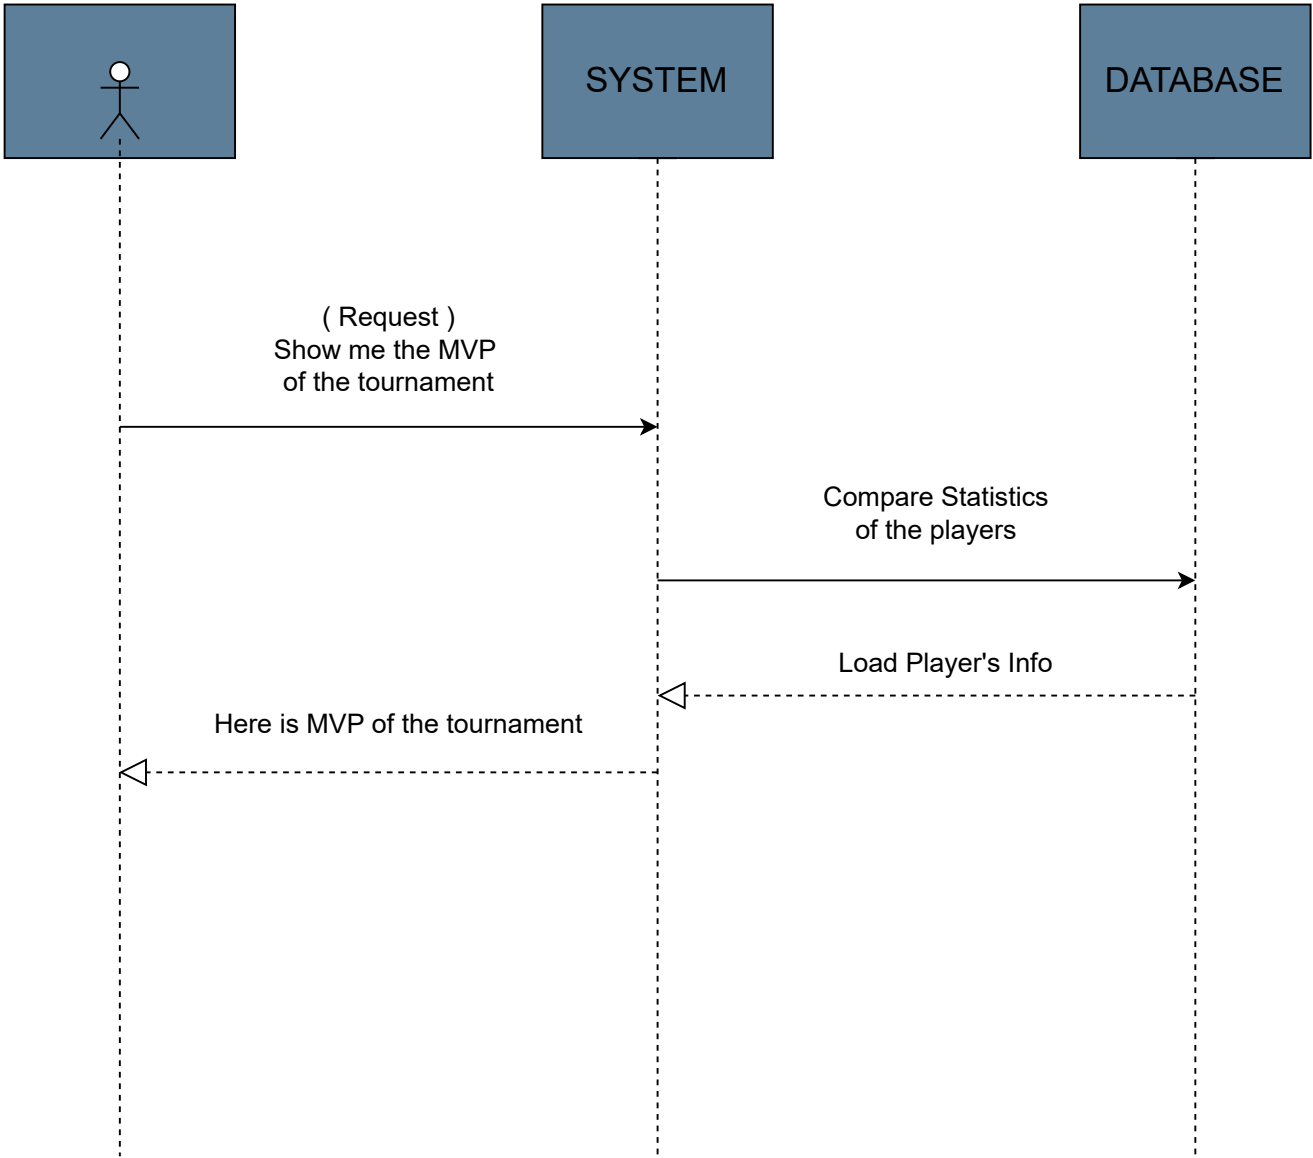 SYSTEM
DATABASE
( Request )
Show me the MVP
of the tournament
Compare Statistics
of the players
Load Player's Info
Here is MVP of the tournament